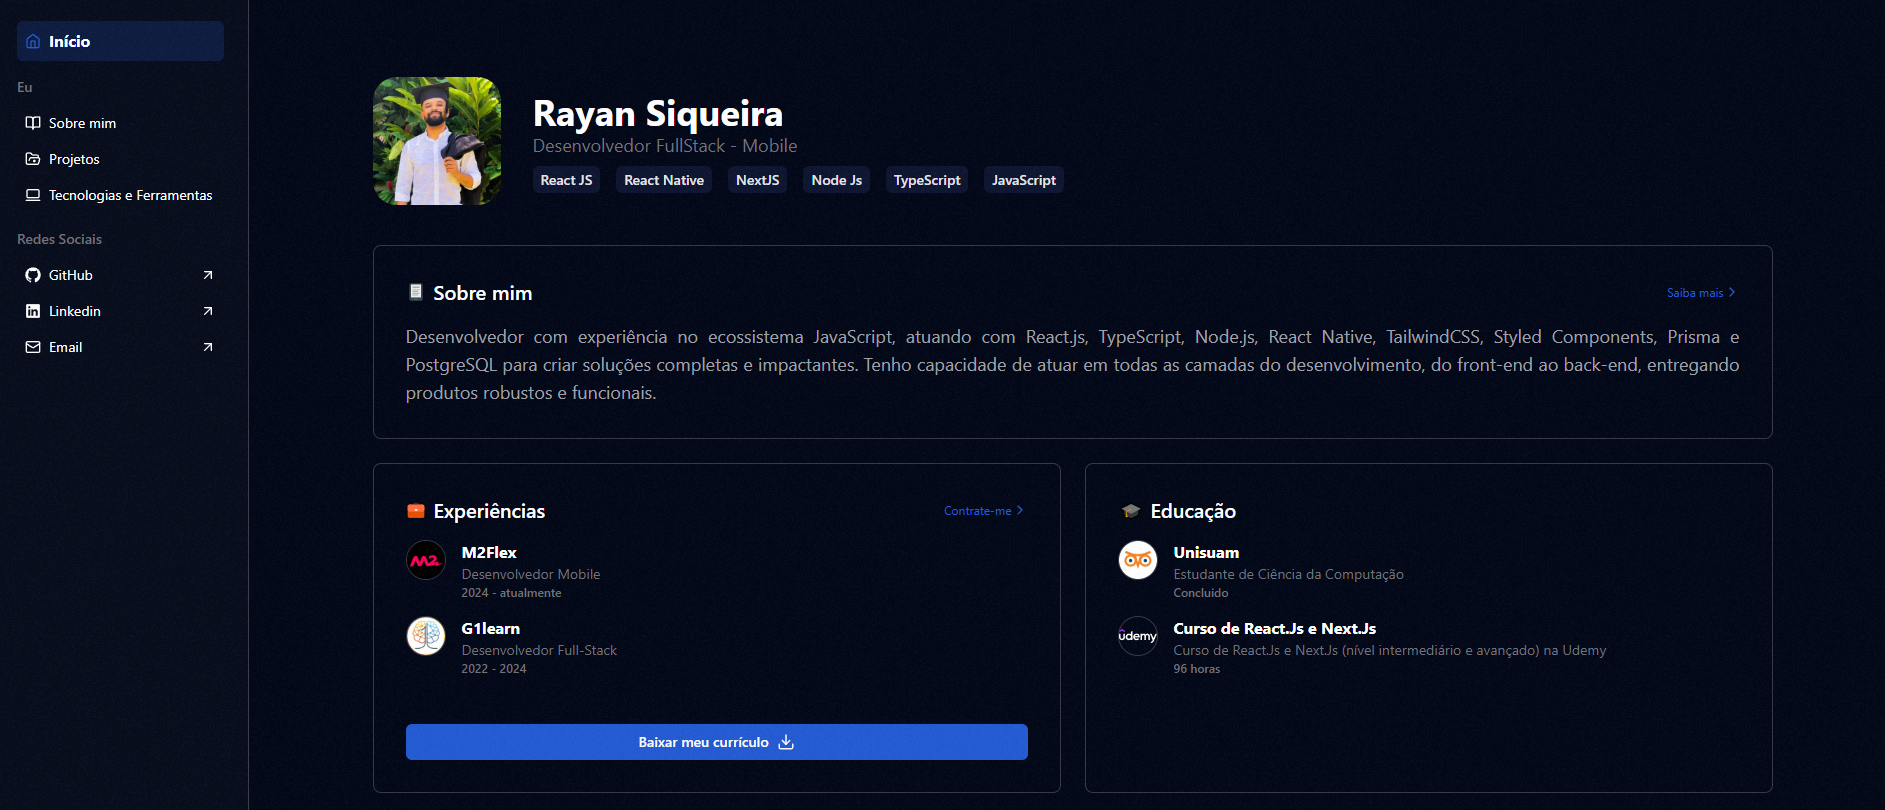 Início
Eu
Sobre mim
Projetos
Tecnologias e Ferramentas
Redes Sociais
GitHub
Linkedin
Email
Rayan Siqueira
Desenvolvedor FullStack - Mobile
React JS
React Native
NextJS
Node Js
TypeScript
JavaScript
Sobre mim
Saiba mais
Desenvolvedor com experiência no ecossistema JavaScript, atuando com React.js, TypeScript, Node.js, React Native, TailwindCSS, Styled Components, Prisma e
PostgreSQL para criar soluções completas e impactantes. Tenho capacidade de atuar em todas as camadas do desenvolvimento, do front-end ao back-end, entregando
produtos robustos e funcionais.
Experiências
Contrate-me
M2
M2Flex
Desenvolvedor Mobile
2024 - atualmente
G1learn
Desenvolvedor Full-Stack
2022 - 2024
Baixar meu currículo
Educação
Unisuam
Estudante de Ciência da Computação
Concluido
udemy
Curso de React.Js e Next.Js
Curso de React.Js e Next.Js (nível intermediário e avançado) na Udemy
96 horas